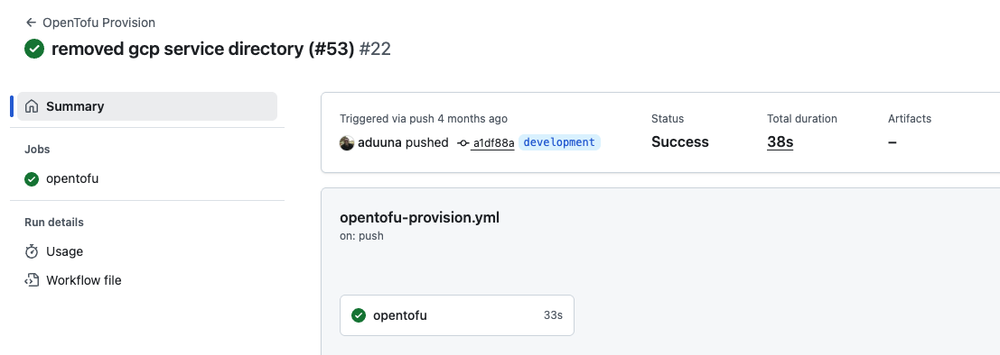 OpenTofu Provision
removed gcp service directory (#53) #22
Summary
Jobs
opentofu
Run details
Usage
Workflow file
Triggered via push 4 months ago
aduuna pushed a1df88a development
Status
Success
Total duration
38s
Artifacts
–
opentofu-provision.yml
on: push
opentofu 33s